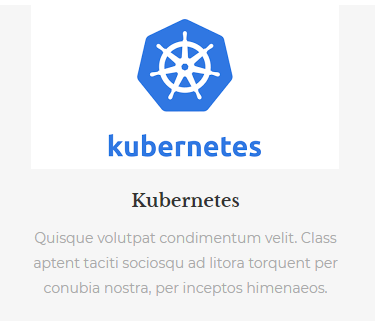 kubernetes
Kubernetes
Quisque volutpat condimentum velit. Class
aptent taciti sociosqu ad litora torquent per
conubia nostra, per inceptos himenaeos.